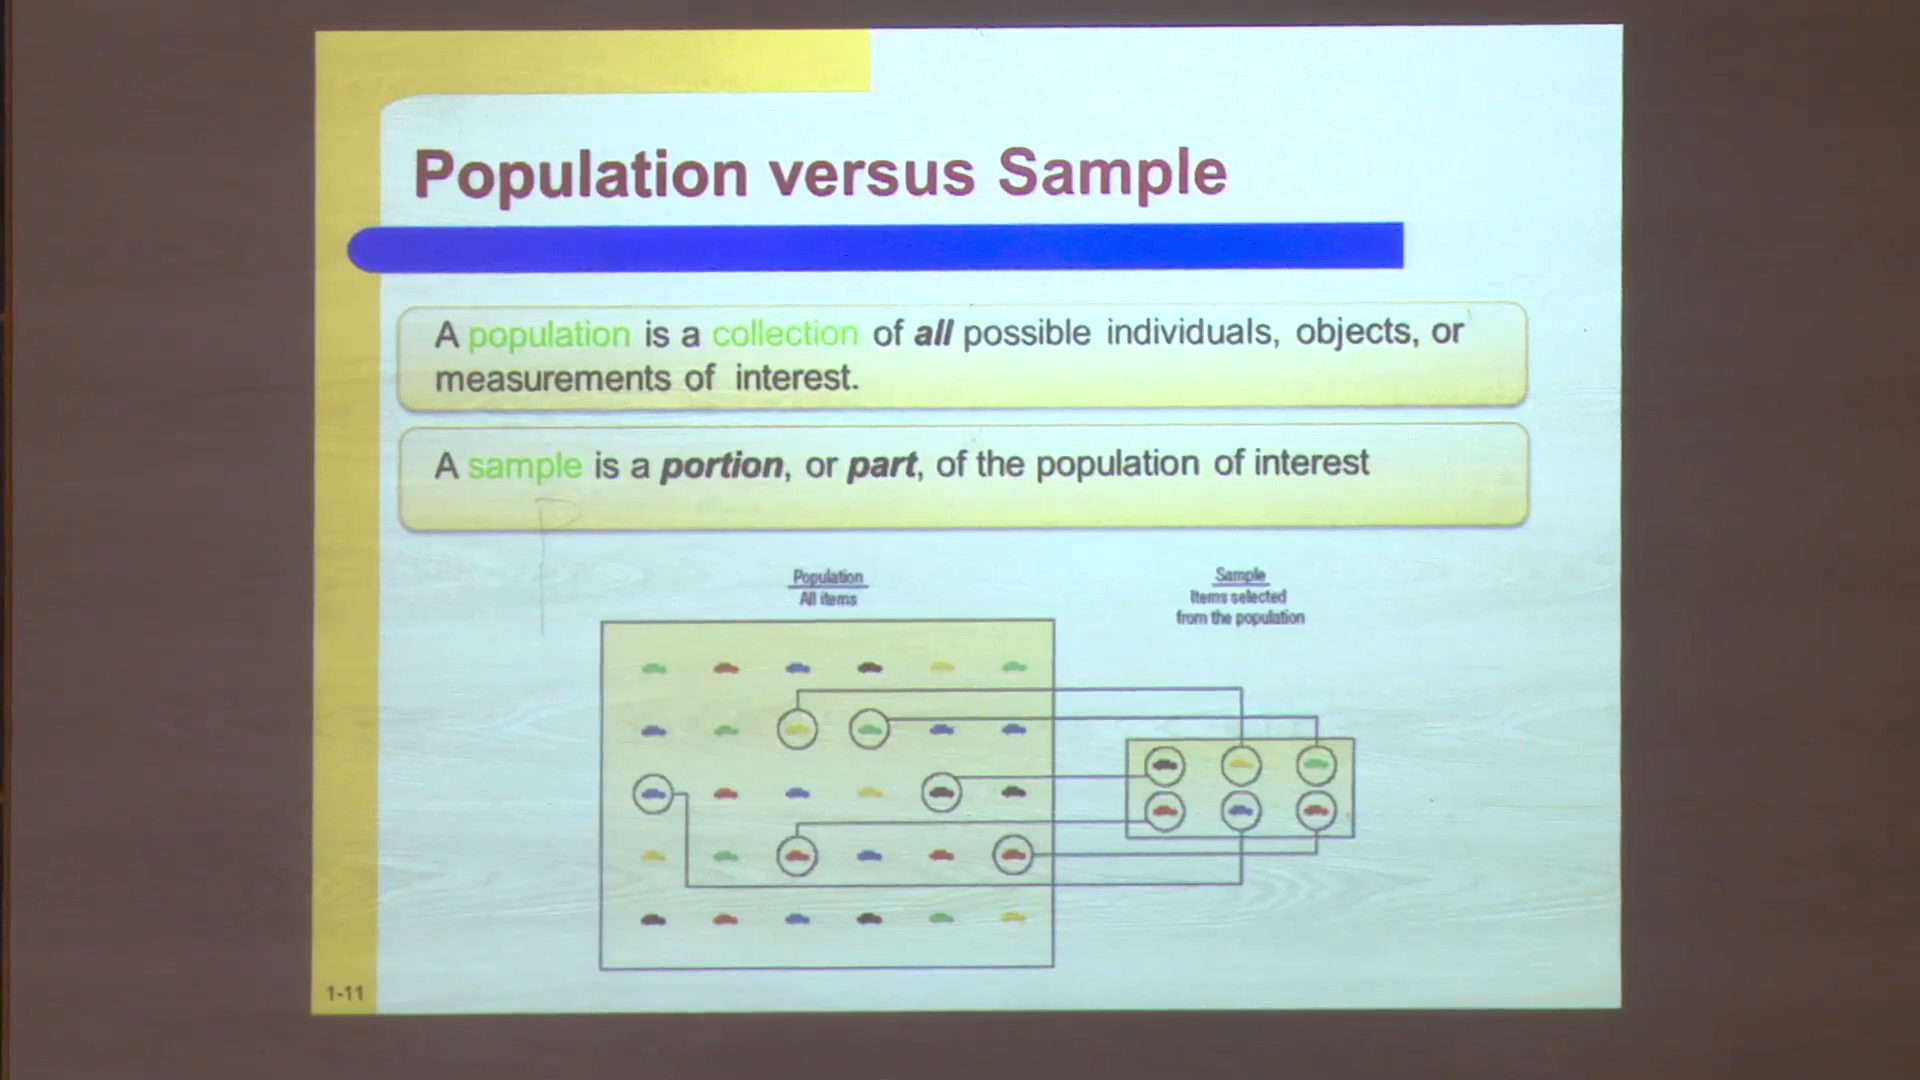 Population versus Sample
A population is a collection of all possible individuals, objects, or
measurements of interest.
A sample is a portion, or part, of the population of interest
Population
All items
Sample
Items selected
from the population
1-11